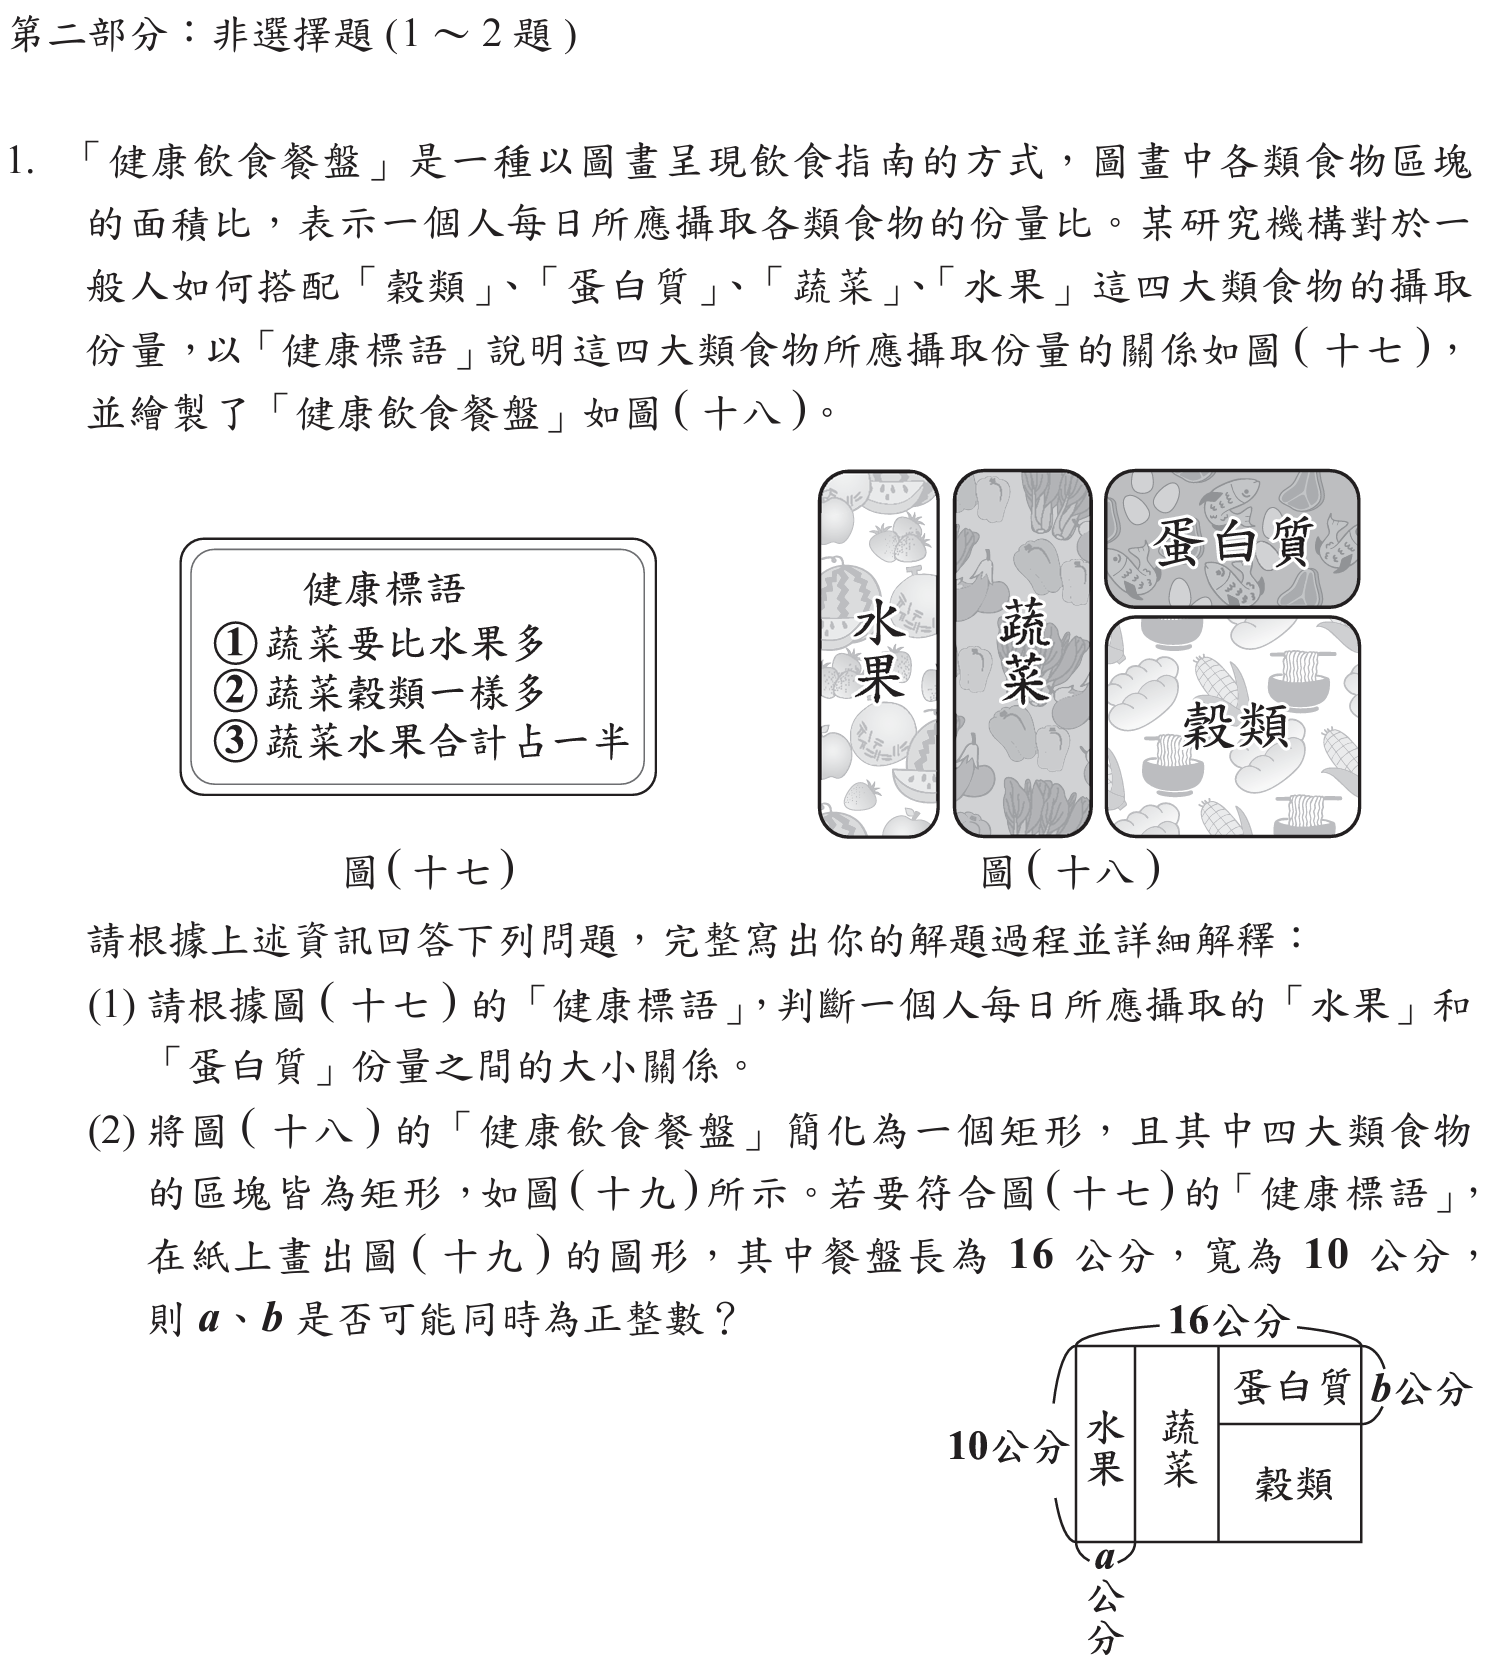 第二部分：非選擇題(1～2題)
1. 「健康飲食餐盤」是一種以圖畫呈現飲食指南的方式，圖畫中各類食物區塊
的面積比，表示一個人每日所應攝取各類食物的份量比。某研究機構對於一
般人如何搭配「穀類」、「蛋白質」、「蔬菜」、「水果」這四大類食物的攝取
份量，以「健康標語」說明這四大類食物所應攝取份量的關係如圖(十七)，
並繪製了「健康飲食餐盤」如圖(十八)。
健康標語
①蔬菜要比水果多
②蔬菜穀類一樣多
③蔬菜水果合計占一半
圖(十七)
水果
蔬菜
蛋白質
穀類
圖(十八)
請根據上述資訊回答下列問題，完整寫出你的解題過程並詳細解釋：
(1) 請根據圖(十七)的「健康標語」，判斷一個人每日所應攝取的「水果」和
「蛋白質」份量之間的大小關係。
(2) 將圖(十八)的「健康飲食餐盤」簡化為一個矩形，且其中四大類食物
的區塊皆為矩形，如圖(十九)所示。若要符合圖(十七)的「健康標語」，
在紙上畫出圖(十九)的圖形，其中餐盤長為 16 公分，寬為 10 公分，
則 a、b 是否可能同時為正整數？
16公分
10公分
水果
蔬菜
蛋白質
b公分
穀類
a公分